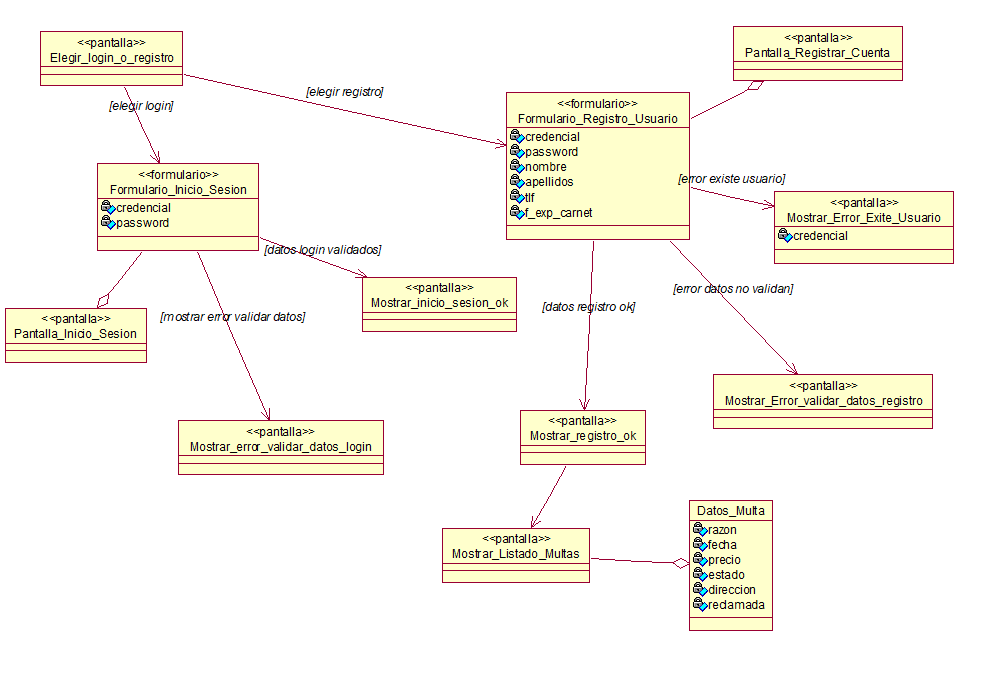 <<pantalla>>
Elegir_login_o_registro
<<pantalla>>
Pantalla_Registrar_Cuenta
[elegir registro]
[elegir login]
<<formulario>>
Formulario_Registro_Usuario
credencial
password
nombre
apellidos
tlf
f_exp_carnet
<<formulario>>
Formulario_Inicio_Sesion
credencial
password
[error existe usuario]
<<pantalla>>
Mostrar_Error_Exite_Usuario
credencial
[datos login validados]
<<pantalla>>
Mostrar_inicio_sesion_ok
[error datos no validan]
[datos registro ok]
<<pantalla>>
Pantalla_Inicio_Sesion
[mostrar error validar datos]
<<pantalla>>
Mostrar_Error_validar_datos_registro
<<pantalla>>
Mostrar_error_validar_datos_login
<<pantalla>>
Mostrar_registro_ok
<<pantalla>>
Mostrar_Listado_Multas
Datos_Multa
razon
fecha
precio
estado
direccion
reclamada